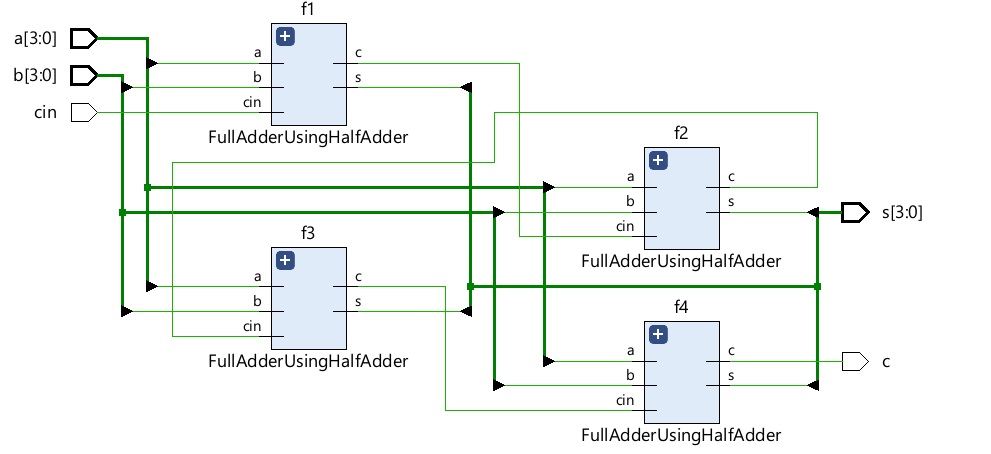 f1
a[3:0]
b[3:0]
cin
a
b
cin
c
s
FullAdderUsingHalfAdder
f2
a
b
cin
c
s
FullAdderUsingHalfAdder
s[3:0]
f3
a
b
cin
c
s
FullAdderUsingHalfAdder
f4
a
b
cin
c
s
FullAdderUsingHalfAdder
c